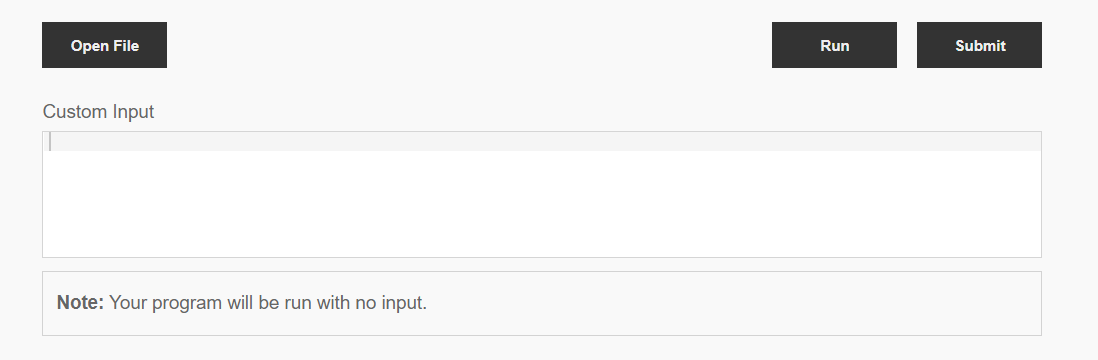 Open File
Run
Submit
Custom Input
Note: Your program will be run with no input.